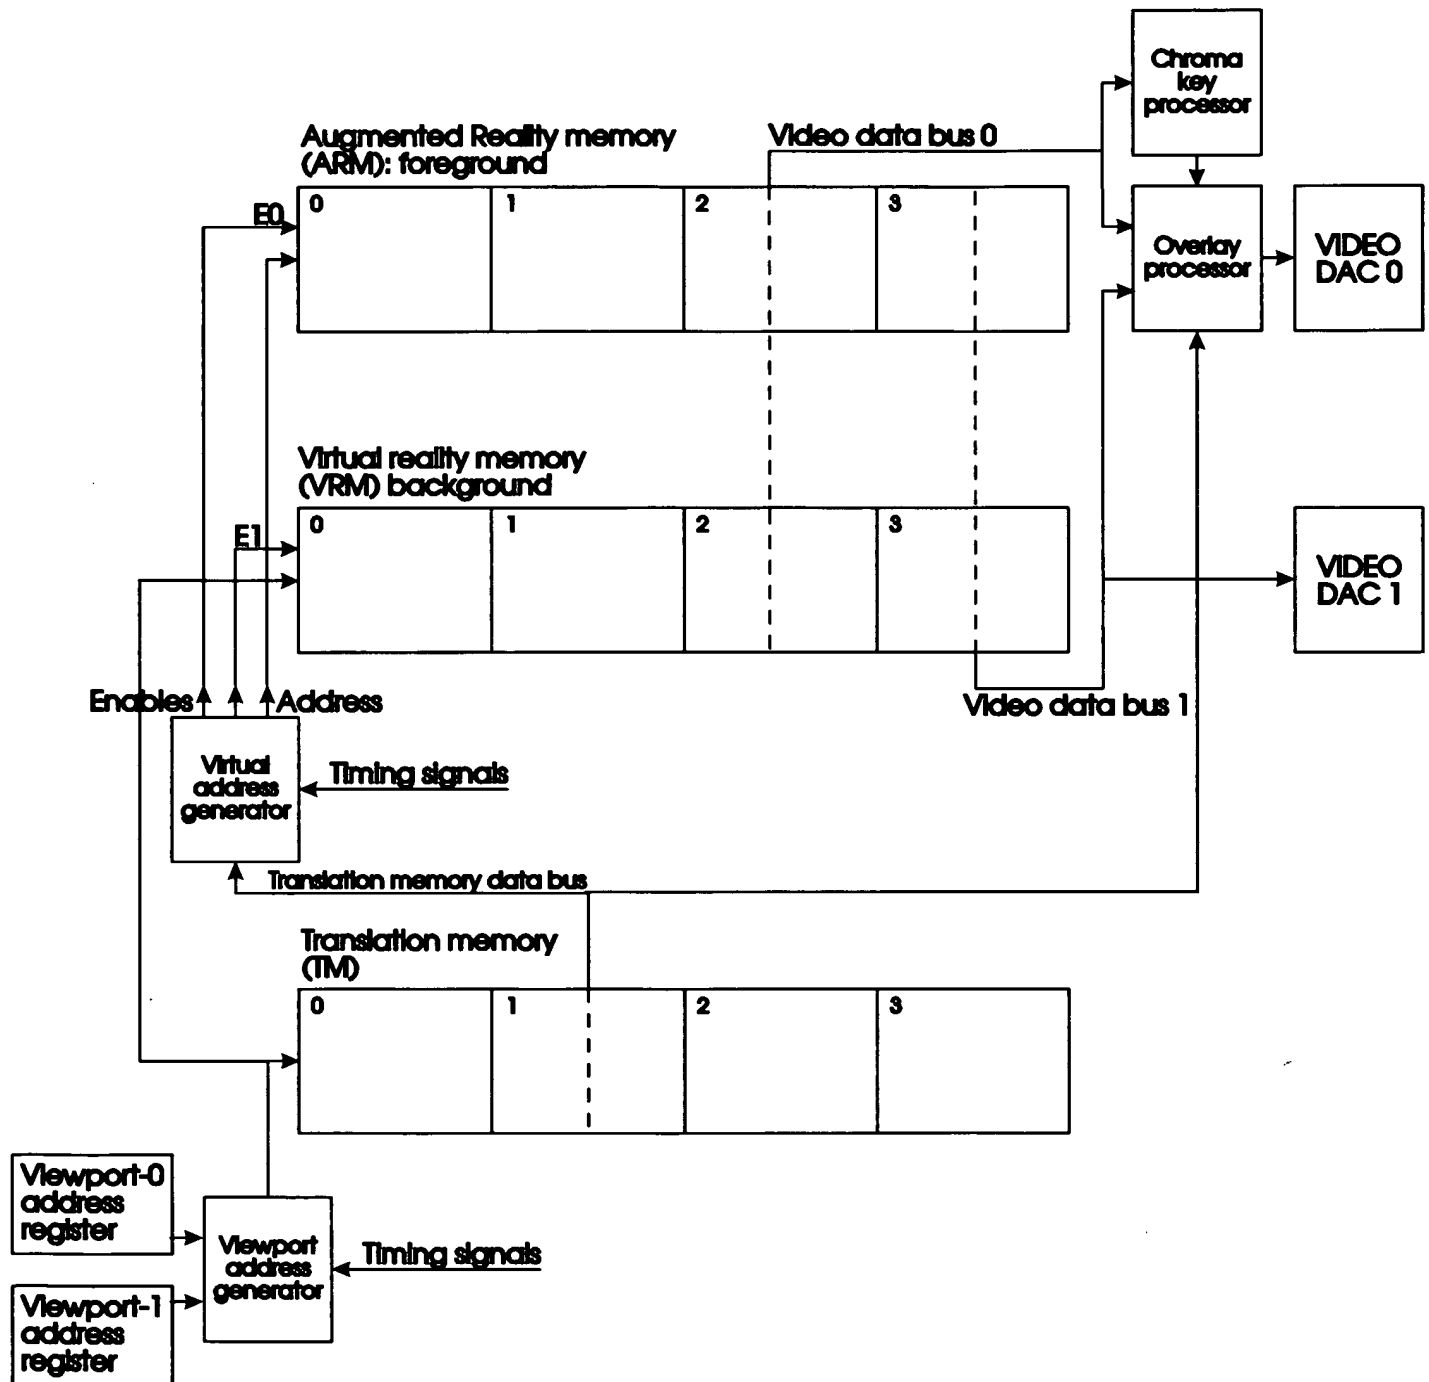 Chroma
key
processor
Augmented Reality memory
(ARM): foreground
Video data bus 0
E0
0
1
2
3
Overlay
processor
VIDEO
DAC 0
Virtual reality memory
(VRM) background
E1
0
1
2
3
VIDEO
DAC 1
Enables
Address
Video data bus 1
Virtual
address
generator
Timing signals
Translation memory data bus
Translation memory
(TM)
0
1
2
3
Viewport-0
address
register
Viewport
address
generator
Timing signals
Viewport-1
address
register